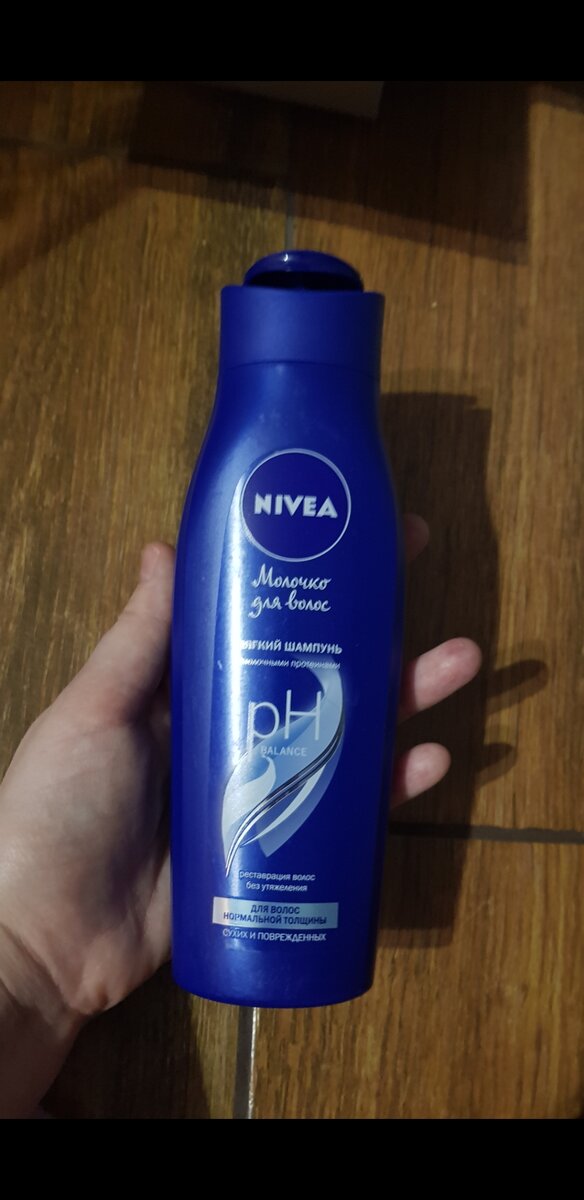 NIVEA
Молочко
для волос
мягкий шампунь
молочными протеинами
pH
BALANCE
реставрация волос
без утяжеления
ДЛЯ ВОЛОС
НОРМАЛЬНОЙ ТОЛЩИНЫ
СУХИХ И ПОВРЕЖДЕННЫХ